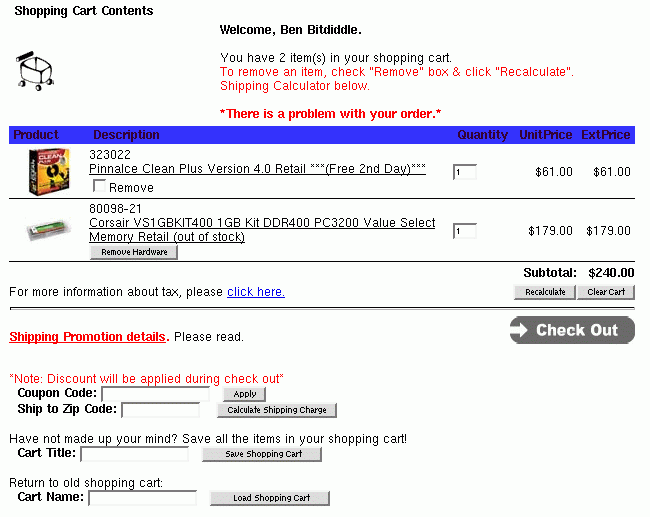 Shopping Cart Contents
Welcome, Ben Bitdiddle.
You have 2 item(s) in your shopping cart.
To remove an item, check "Remove" box & click "Recalculate".
Shipping Calculator below.
*There is a problem with your order.*
Product Description Quantity UnitPrice ExtPrice
323022
Pinnalce Clean Plus Version 4.0 Retail ***(Free 2nd Day)*** 1 $61.00 $61.00
Remove
CLEAN
PLUS
80098-21
Corsair VS1GBKIT400 1GB Kit DDR400 PC3200 Value Select 1 $179.00 $179.00
Memory Retail (out of stock)
Remove Hardware
Subtotal: $240.00
For more information about tax, please click here. Recalculate Clear Cart
Shipping Promotion details. Please read. Check Out
*Note: Discount will be applied during check out*
Coupon Code: Apply
Ship to Zip Code: Calculate Shipping Charge
Have not made up your mind? Save all the items in your shopping cart!
Cart Title: Save Shopping Cart
Return to old shopping cart:
Cart Name: Load Shopping Cart